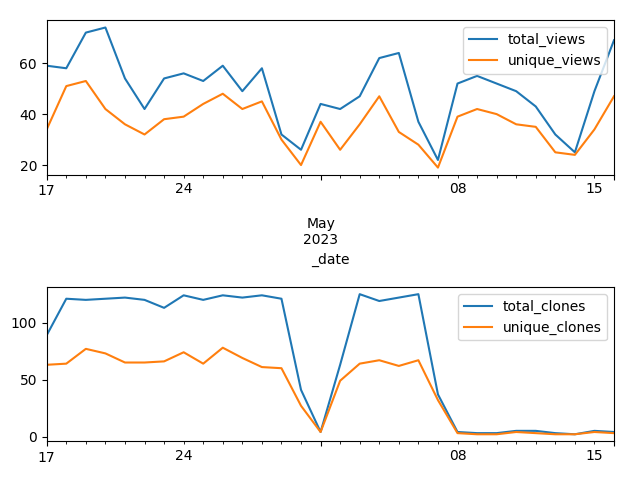 total_views
unique_views
60
40
20
17
24
08
15
May
2023
_date
total_clones
unique_clones
100
50
0
17
24
08
15